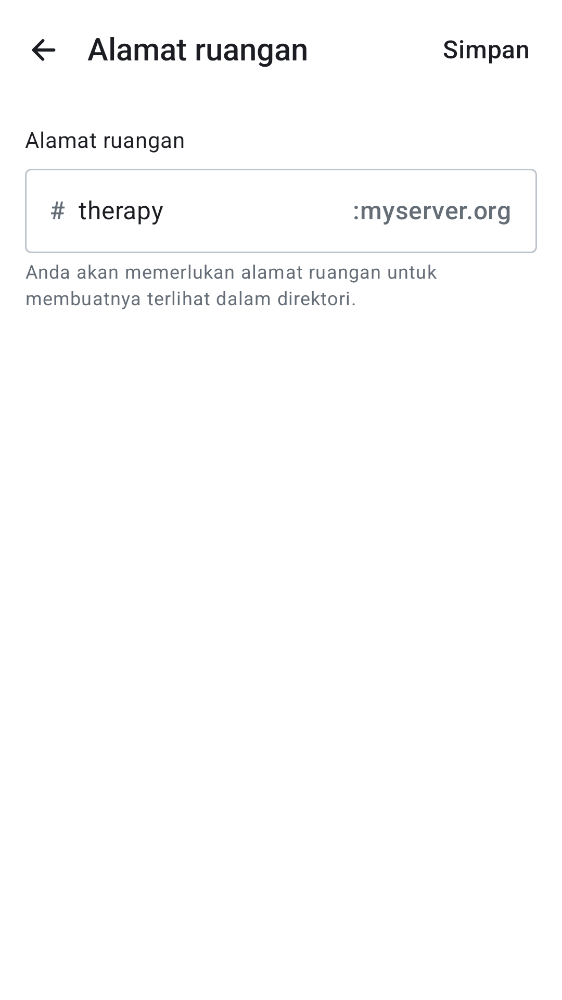 Alamat ruangan
Simpan
Alamat ruangan
# therapy :myserver.org
Anda akan memerlukan alamat ruangan untuk
membuatnya terlihat dalam direktori.